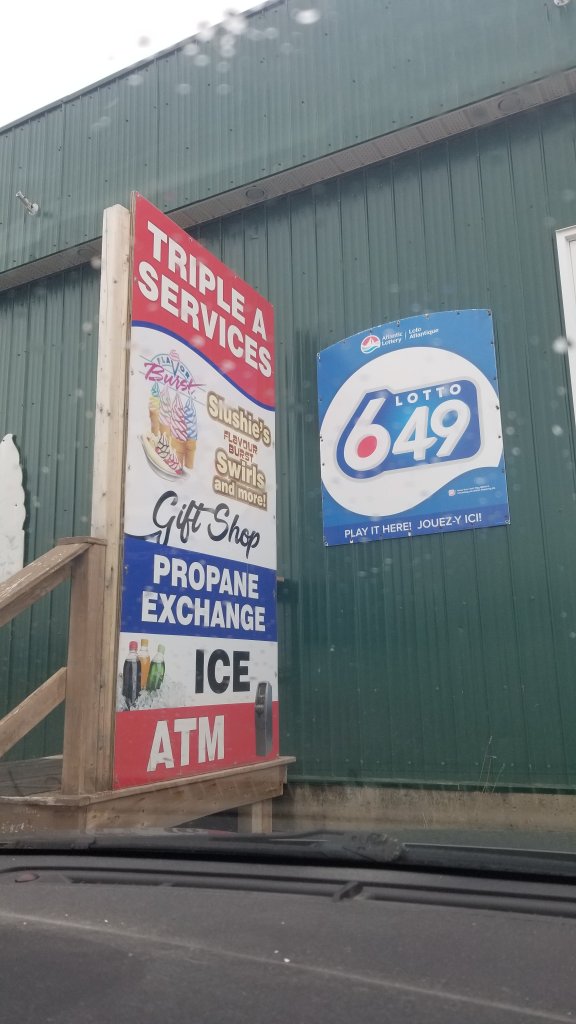 TRIPLE A
SERVICES
FLAVOR
Burst
Slushie's
FLAVOUR
BURST
Swirls
and more!
Gift Shop
PROPANE
EXCHANGE
ICE
ATM
Atlantic
Lottery
Loto
Atlantique
LOTTO
649
PLAY IT HERE! JOUEZ-Y ICI!